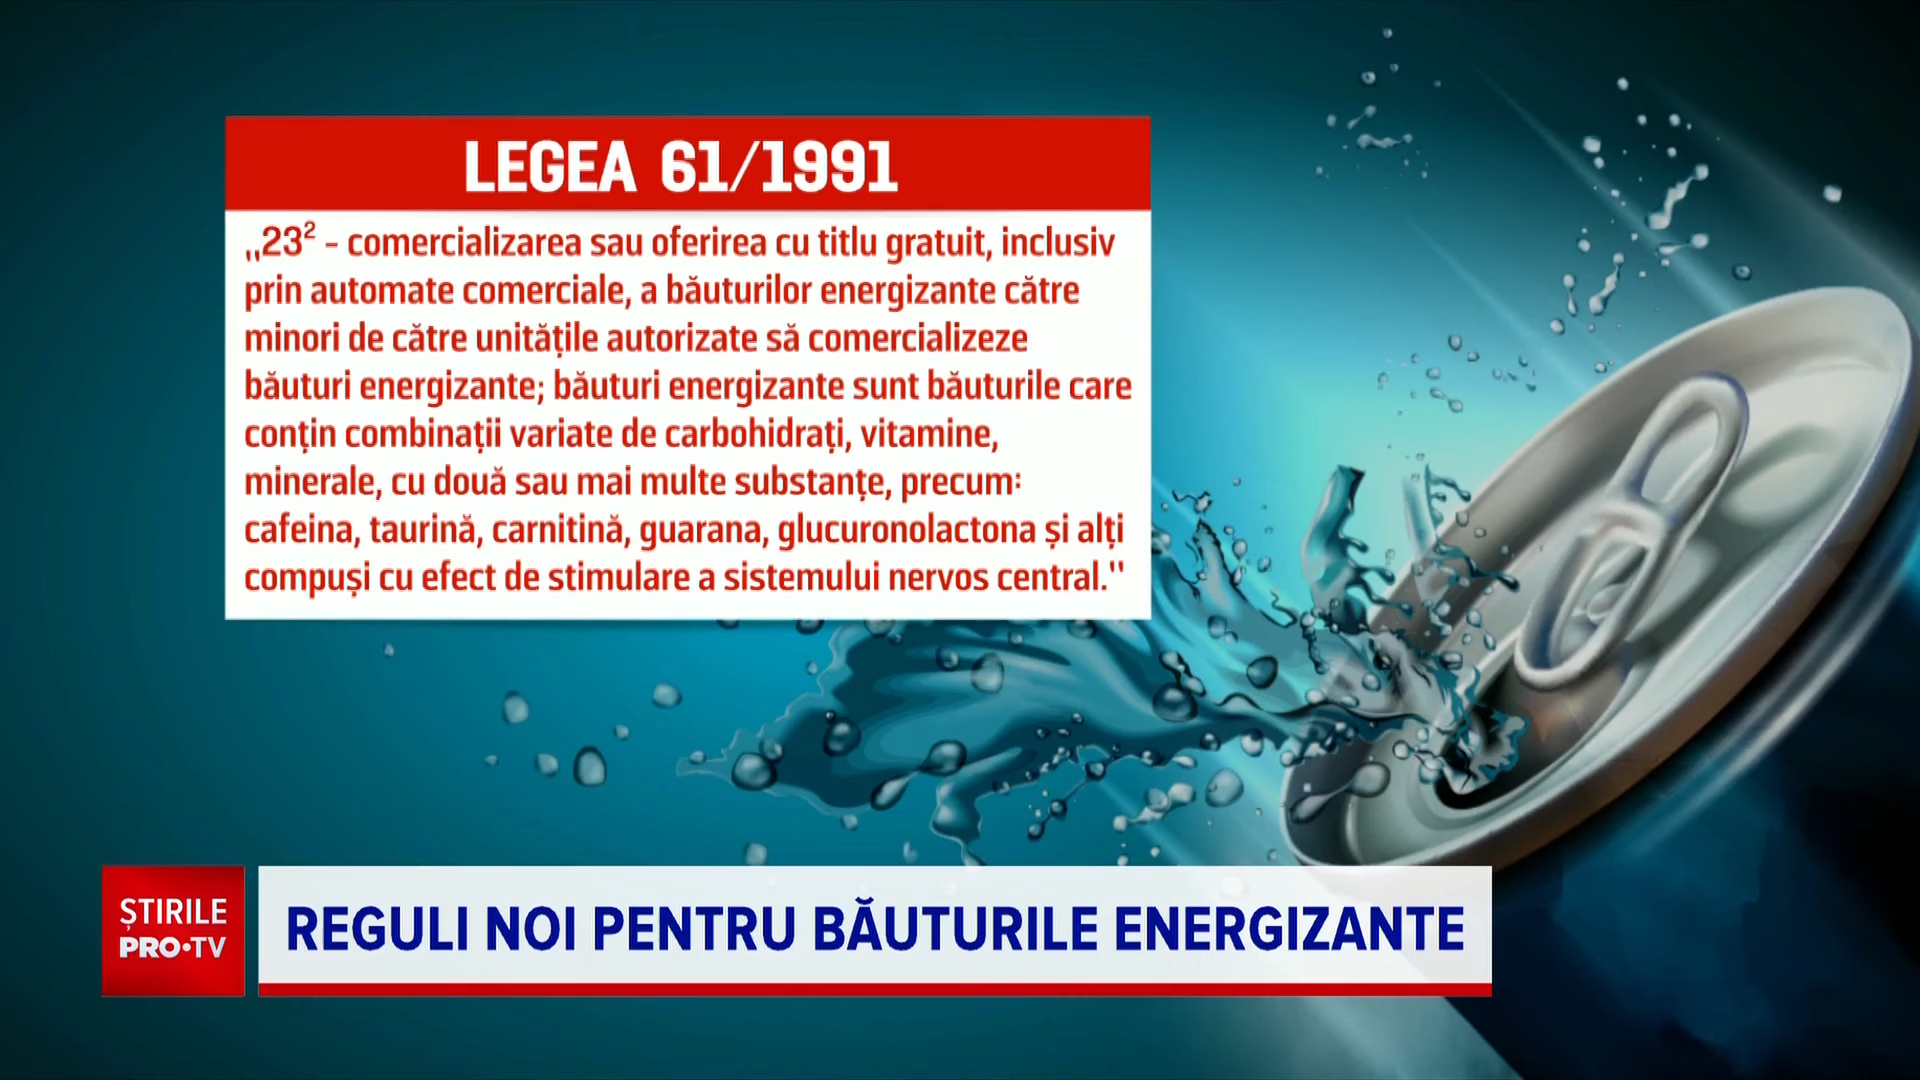 LEGEA 61/1991
„23² - comercializarea sau oferirea cu titlu gratuit, inclusiv
prin automate comerciale, a băuturilor energizante către
minori de către unitățile autorizate să comercializeze
băuturi energizante; băuturi energizante sunt băuturile care
conțin combinații variate de carbohidrați, vitamine,
minerale, cu două sau mai multe substanțe, precum:
cafeina, taurină, carnitină, guarana, glucuronolactona și alți
compuși cu efect de stimulare a sistemului nervos central."
ȘTIRILE
PRO•TV
REGULI NOI PENTRU BĂUTURILE ENERGIZANTE